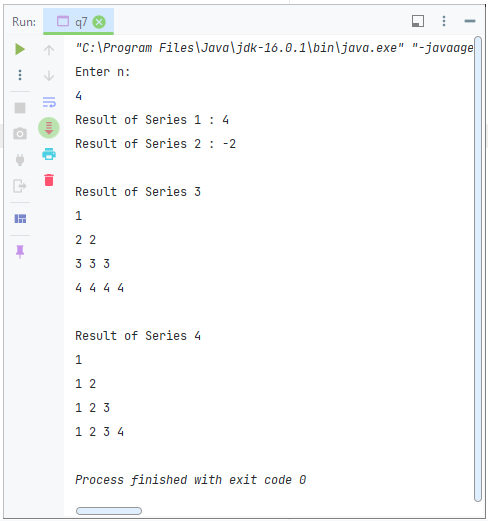 Run: q7
"C:\Program Files\Java\jdk-16.0.1\bin\java.exe" "-javaage
Enter n:
4
Result of Series 1 : 4
Result of Series 2 : -2
Result of Series 3
1
2 2
3 3 3
4 4 4 4
Result of Series 4
1
1 2
1 2 3
1 2 3 4
Process finished with exit code 0